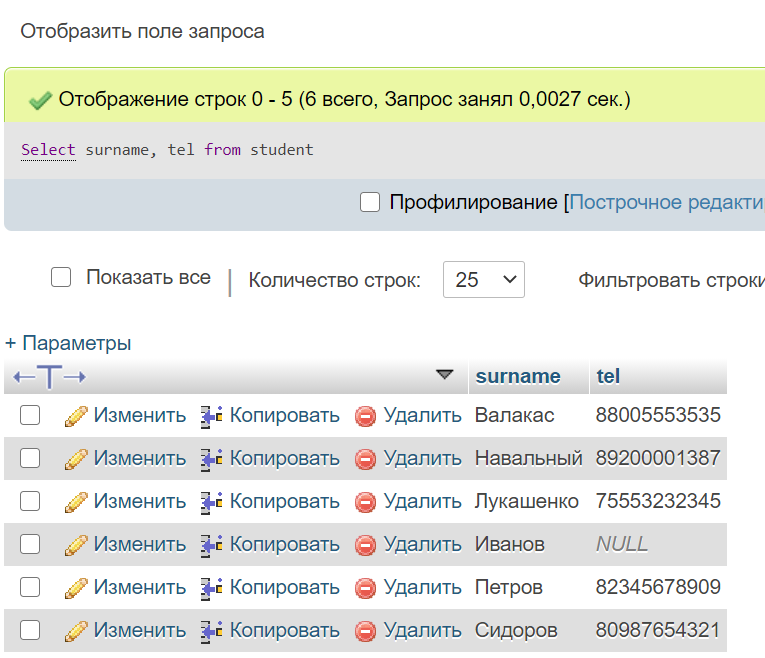 Отобразить поле запроса
Отображение строк 0 - 5 (6 всего, Запрос занял 0,0027 сек.)
Select surname, tel from student
Профилирование [Построчное редакти
Показать все | Количество строк: 25 Фильтровать строки
+ Параметры
←T→ surname tel
Изменить Копировать Удалить Валакас 88005553535
Изменить Копировать Удалить Навальный 89200001387
Изменить Копировать Удалить Лукашенко 75553232345
Изменить Копировать Удалить Иванов NULL
Изменить Копировать Удалить Петров 82345678909
Изменить Копировать Удалить Сидоров 80987654321